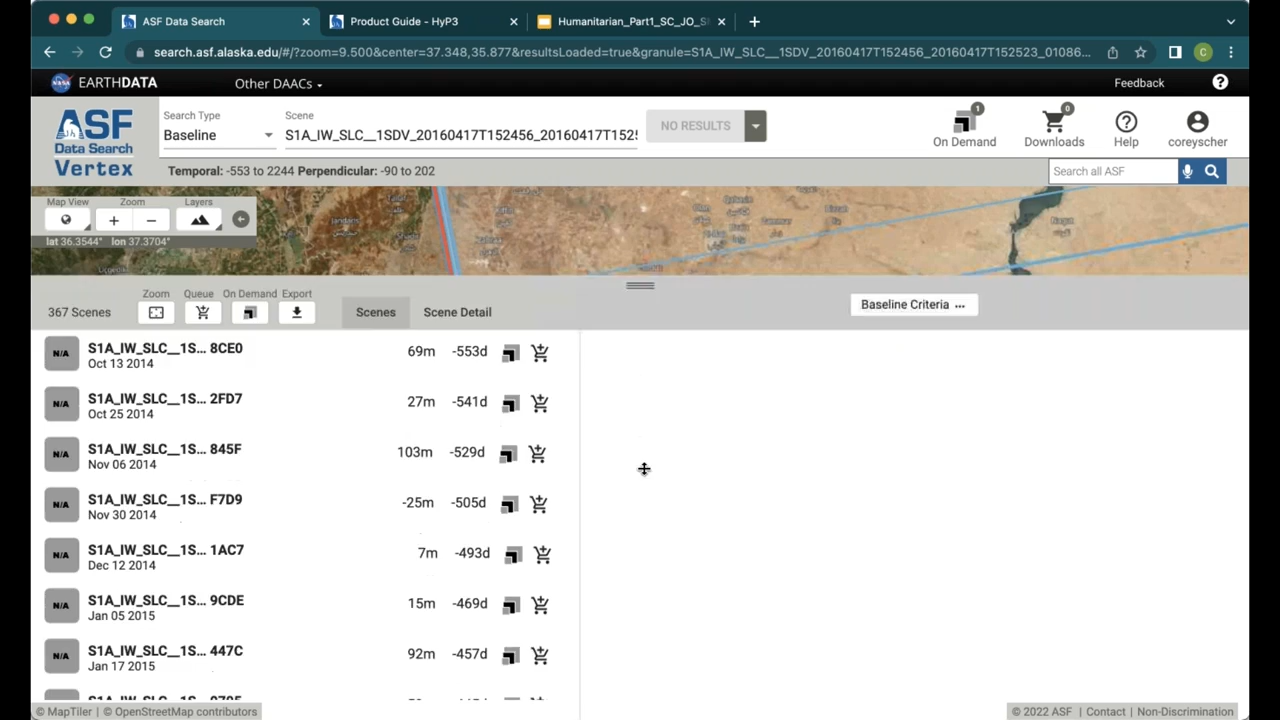 ASF Data Search
Product Guide - HyP3
Humanitarian_Part1_SC_JO_S
search.asf.alaska.edu/#/?zoom=9.500&center=37.348,35.877&resultsLoaded=true&granule=S1A_IW_SLC__1SDV_20160417T152456_20160417T152523_01086...
C
NASA
EARTHDATA
Other DAACs
Feedback
ASF
Data Search
Vertex
Search Type
Baseline
Scene
S1A_IW_SLC__1SDV_20160417T152456_20160417T152
NO RESULTS
1
On Demand
0
Downloads
Help
coreyscher
Temporal: -553 to 2244 Perpendicular: -90 to 202
Search all ASF
Map View
Zoom
Layers
lat 36.3544° lon 37.3704°
367 Scenes
Zoom
Queue
On Demand
Export
Scenes
Scene Detail
Baseline Criteria ...
N/A S1A_IW_SLC__1S... 8CE0 69m -553d
Oct 13 2014
N/A S1A_IW_SLC__1S... 2FD7 27m -541d
Oct 25 2014
N/A S1A_IW_SLC__1S... 845F 103m -529d
Nov 06 2014
N/A S1A_IW_SLC__1S... F7D9 -25m -505d
Nov 30 2014
N/A S1A_IW_SLC__1S... 1AC7 7m -493d
Dec 12 2014
N/A S1A_IW_SLC__1S... 9CDE 15m -469d
Jan 05 2015
N/A S1A_IW_SLC__1S... 447C 92m -457d
Jan 17 2015
© MapTiler | © OpenStreetMap contributors
© 2022 ASF | Contact | Non-Discrimination